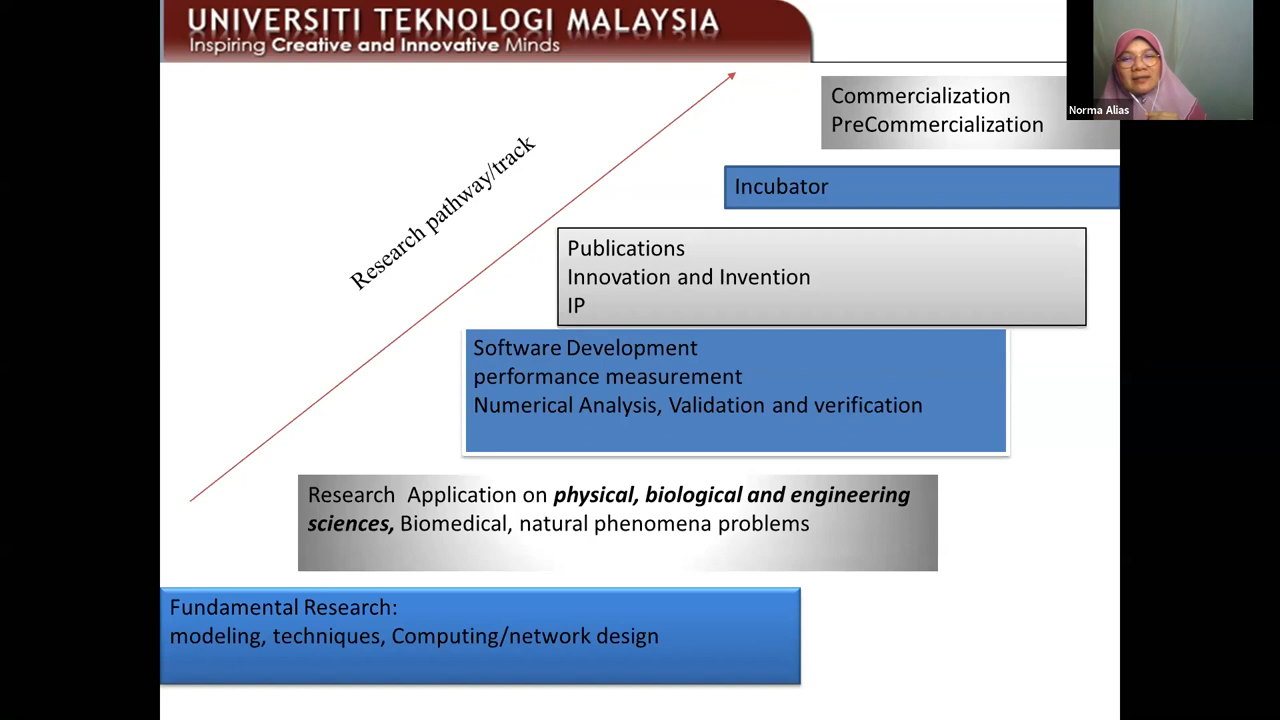 UNIVERSITI TEKNOLOGI MALAYSIA
Inspiring Creative and Innovative Minds
Norma Alias
Commercialization
PreCommercialization
Incubator
Research pathway/track
Publications
Innovation and Invention
IP
Software Development
performance measurement
Numerical Analysis, Validation and verification
Research Application on physical, biological and engineering
sciences, Biomedical, natural phenomena problems
Fundamental Research:
modeling, techniques, Computing/network design